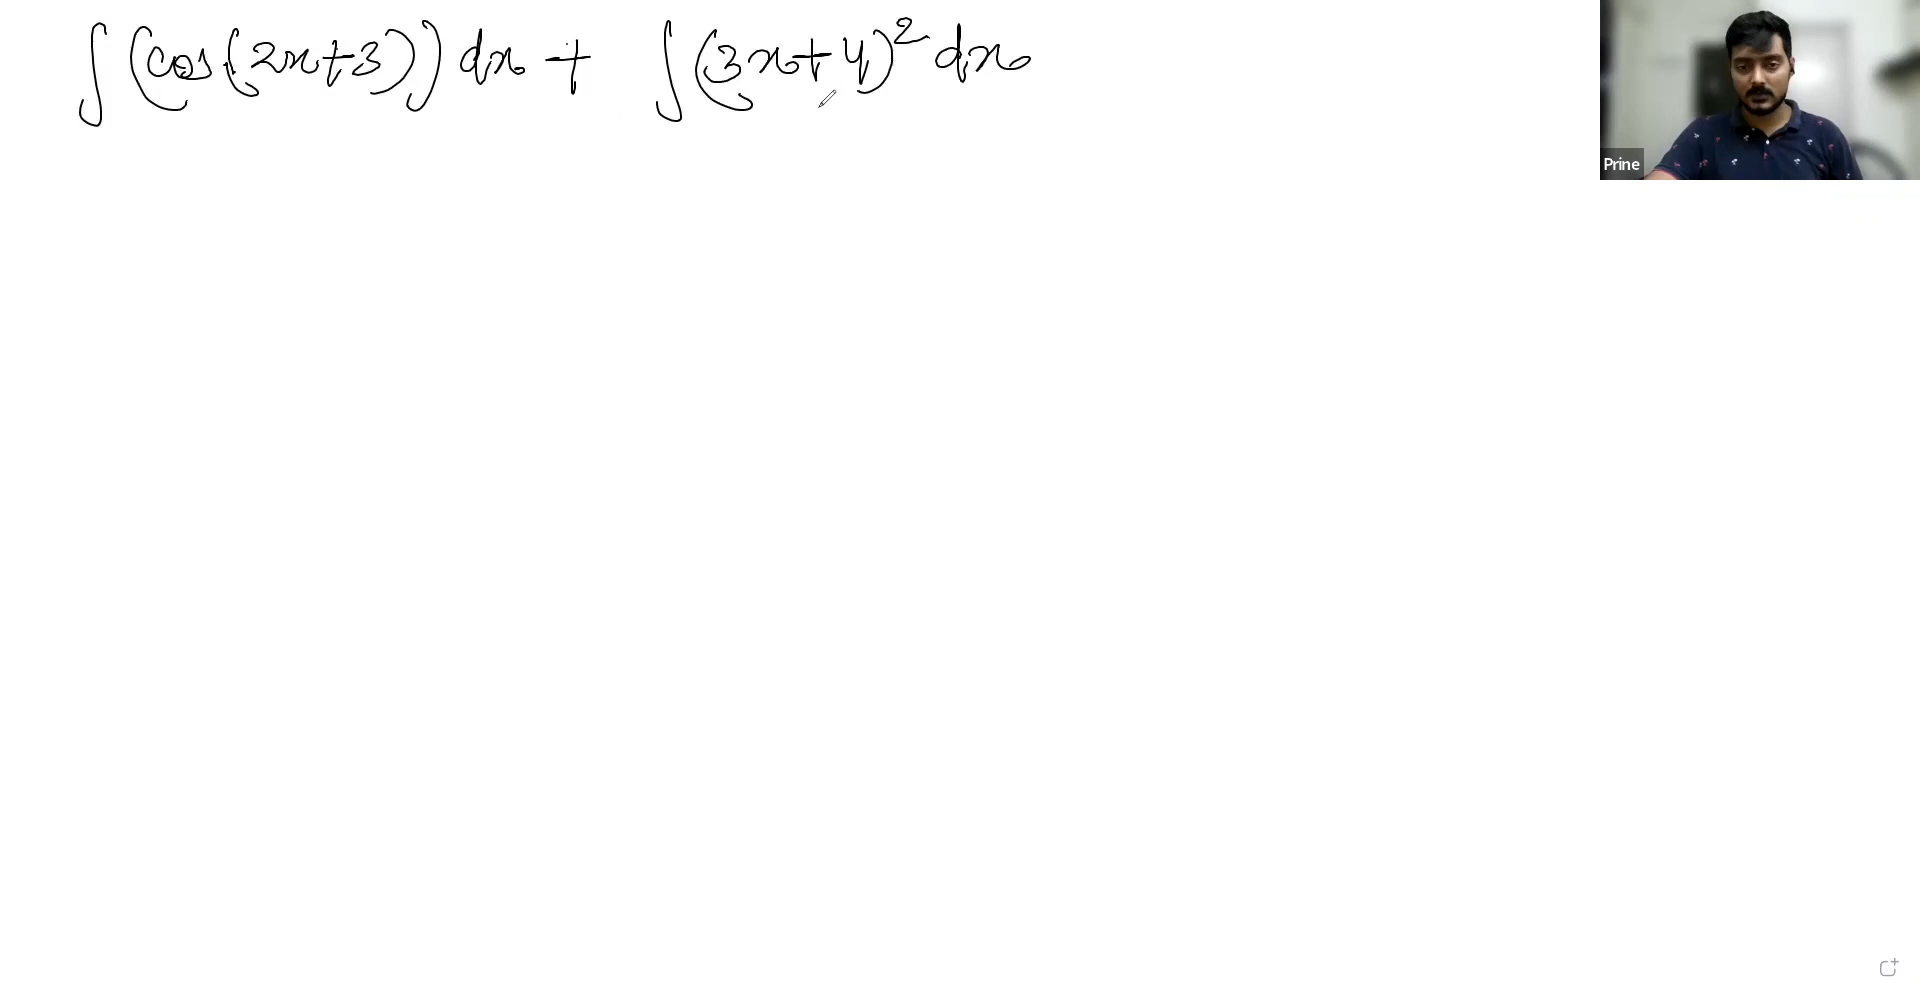 ∫(cos(2x+3))dx + ∫(3x+4)² dx
Prine